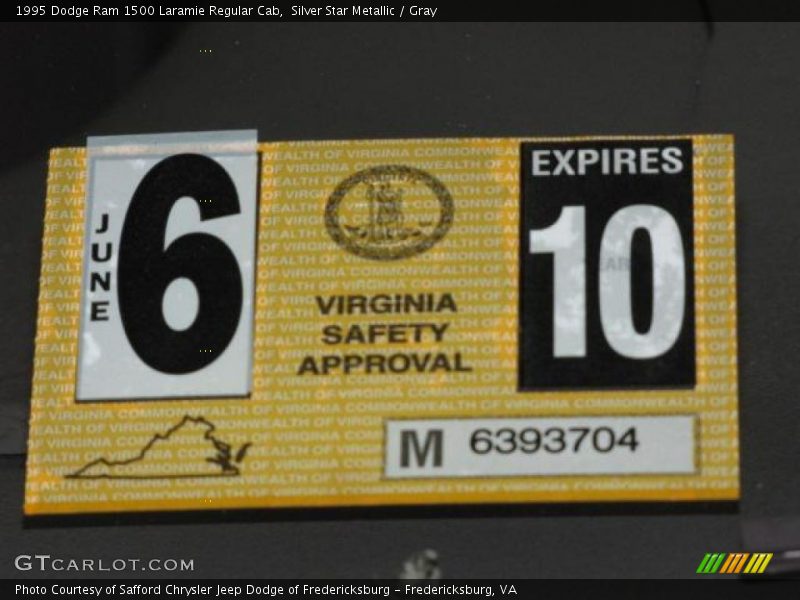 1995 Dodge Ram 1500 Laramie Regular Cab,  Silver Star Metallic / Gray
JUNE
6
EXPIRES
10
VIRGINIA
SAFETY
APPROVAL
M 6393704
GTCARLOT.COM
Photo Courtesy of Safford Chrysler Jeep Dodge of Fredericksburg – Fredericksburg, VA